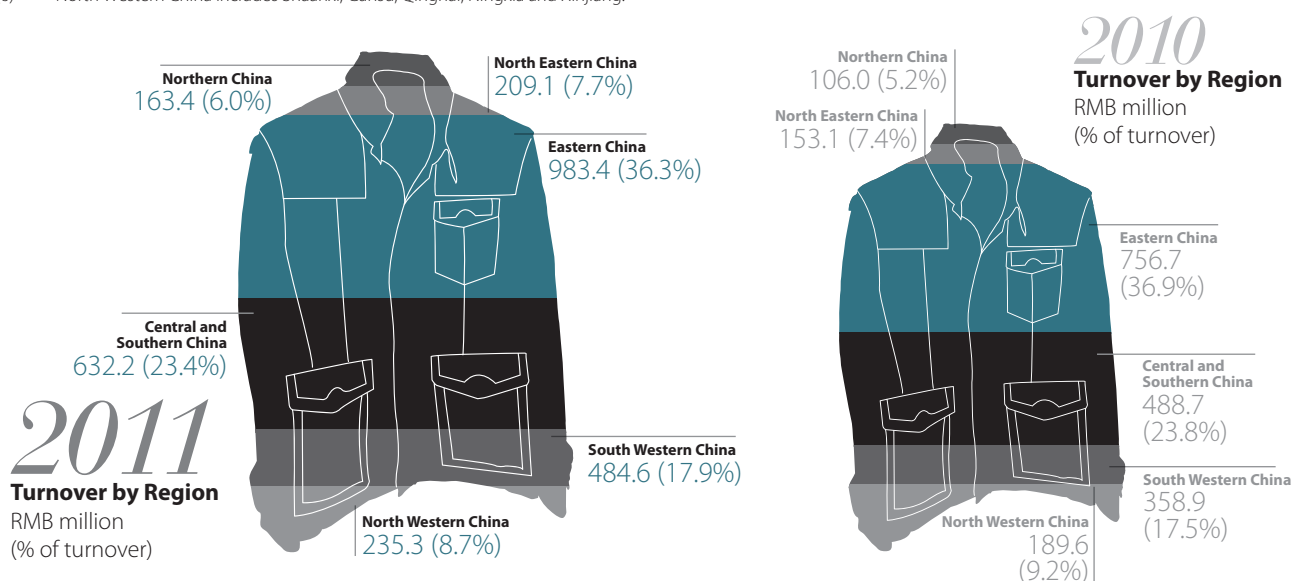 North Western China includes Shaanxi, Gansu, Qinghai, Ningxia and Xinjiang.
Northern China
163.4 (6.0%)
North Eastern China
209.1 (7.7%)
Eastern China
983.4 (36.3%)
Central and
Southern China
632.2 (23.4%)
2011
Turnover by Region
RMB million
(% of turnover)
South Western China
484.6 (17.9%)
North Western China
235.3 (8.7%)
2010
Turnover by Region
RMB million
(% of turnover)
Northern China
106.0 (5.2%)
North Eastern China
153.1 (7.4%)
Eastern China
756.7
(36.9%)
Central and
Southern China
488.7
(23.8%)
South Western China
358.9
(17.5%)
North Western China
189.6
(9.2%)